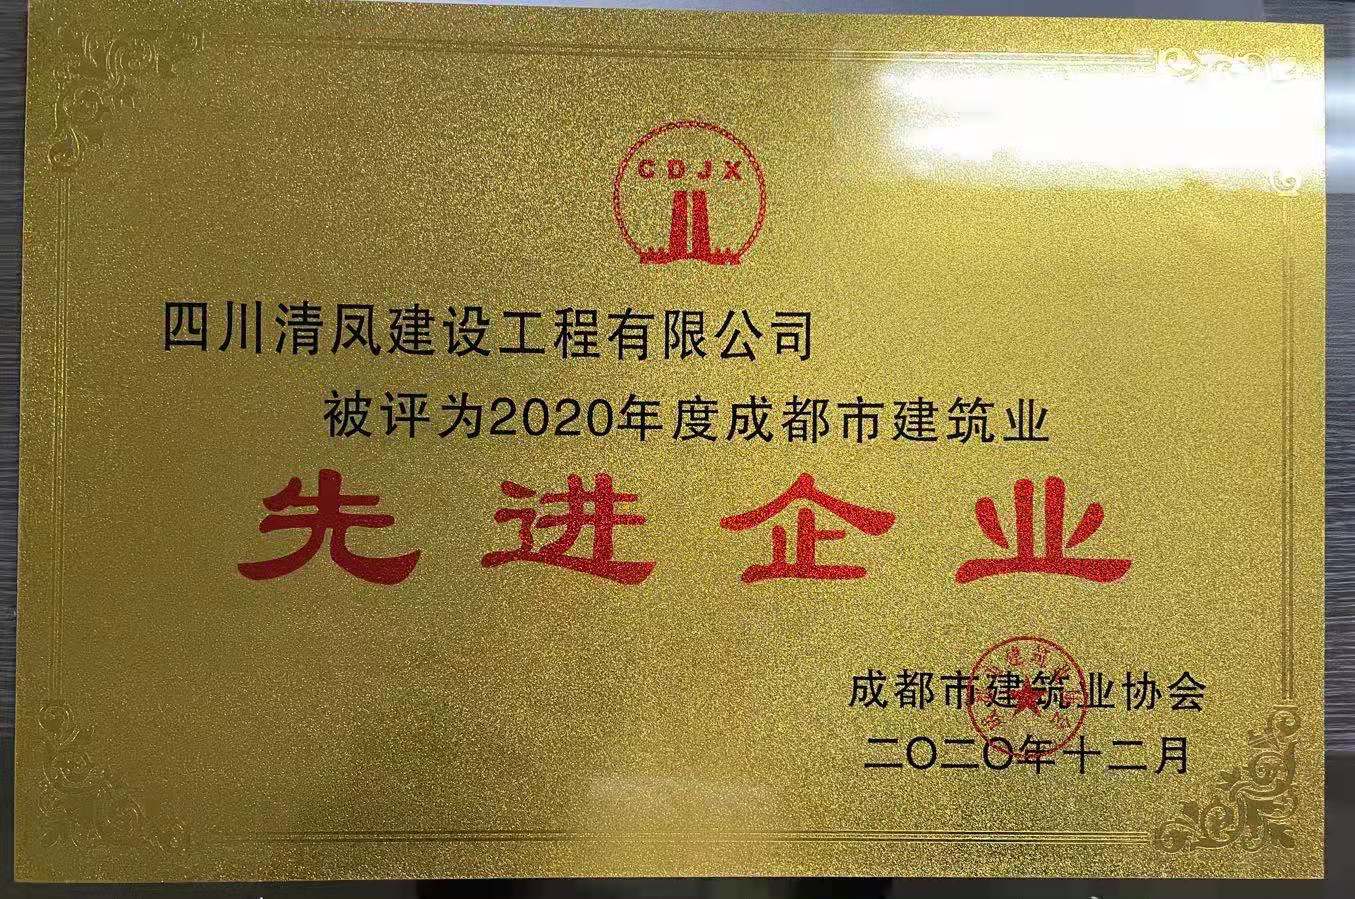 CDJX
四川清凤建设工程有限公司
被评为2020年度成都市建筑业
先进企业
成都市建筑业协会
二〇二〇年十二月